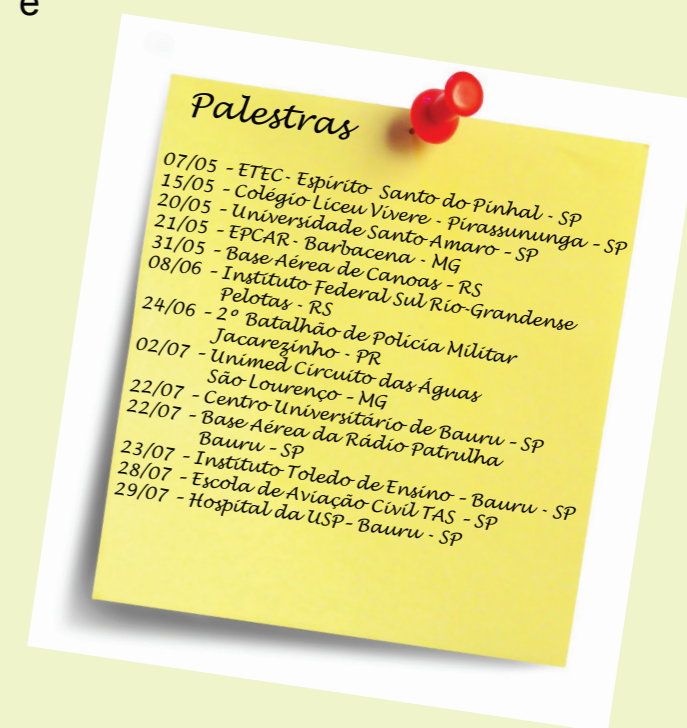 e
Palestras
07/05 - ETEC - Espírito Santo do Pinhal - SP
15/05 - Colégio Liceu Vivere - Pirassununga - SP
20/05 - Universidade Santo Amaro - SP
21/05 - EPCAR - Barbacena - MG
31/05 - Base Aérea de Canoas - RS
08/06 - Instituto Federal Sul Rio-Grandense
Pelotas - RS
24/06 - 2º Batalhão de Polícia Militar
Jacarezinho - PR
02/07 - Unimed Circuito das Águas
São Lourenço - MG
22/07 - Centro Universitário de Bauru - SP
22/07 - Base Aérea da Rádio Patrulha
Bauru - SP
23/07 - Instituto Toledo de Ensino - Bauru - SP
28/07 - Escola de Aviação Civil TAS - SP
29/07 - Hospital da USP - Bauru - SP